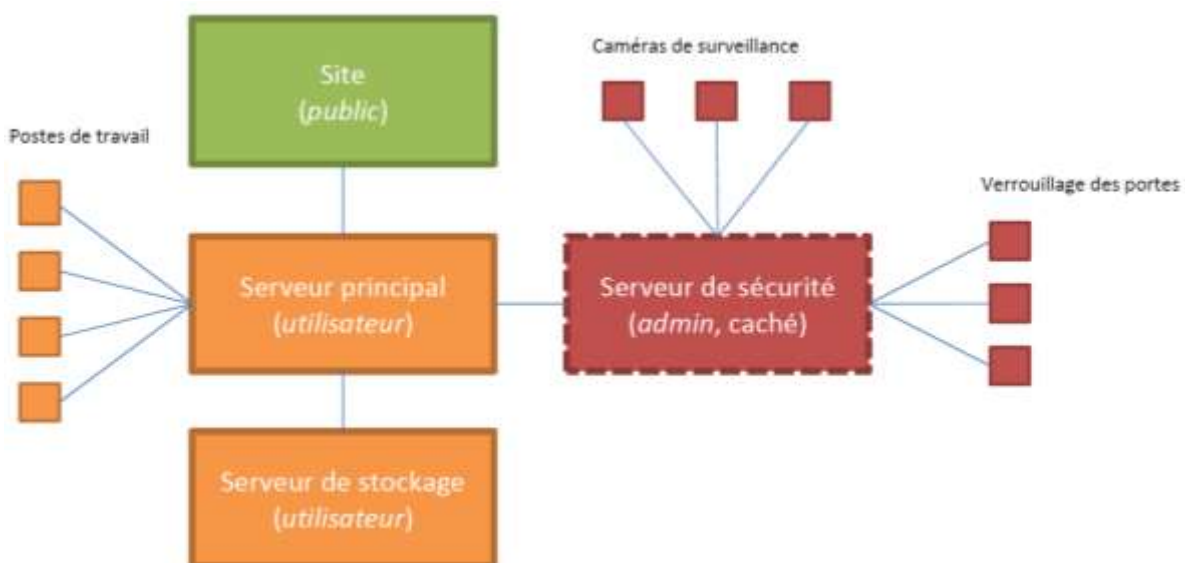 Caméras de surveillance
Site
(public)
Postes de travail
Verrouillage des portes
Serveur principal
(utilisateur)
Serveur de sécurité
(admin, caché)
Serveur de stockage
(utilisateur)